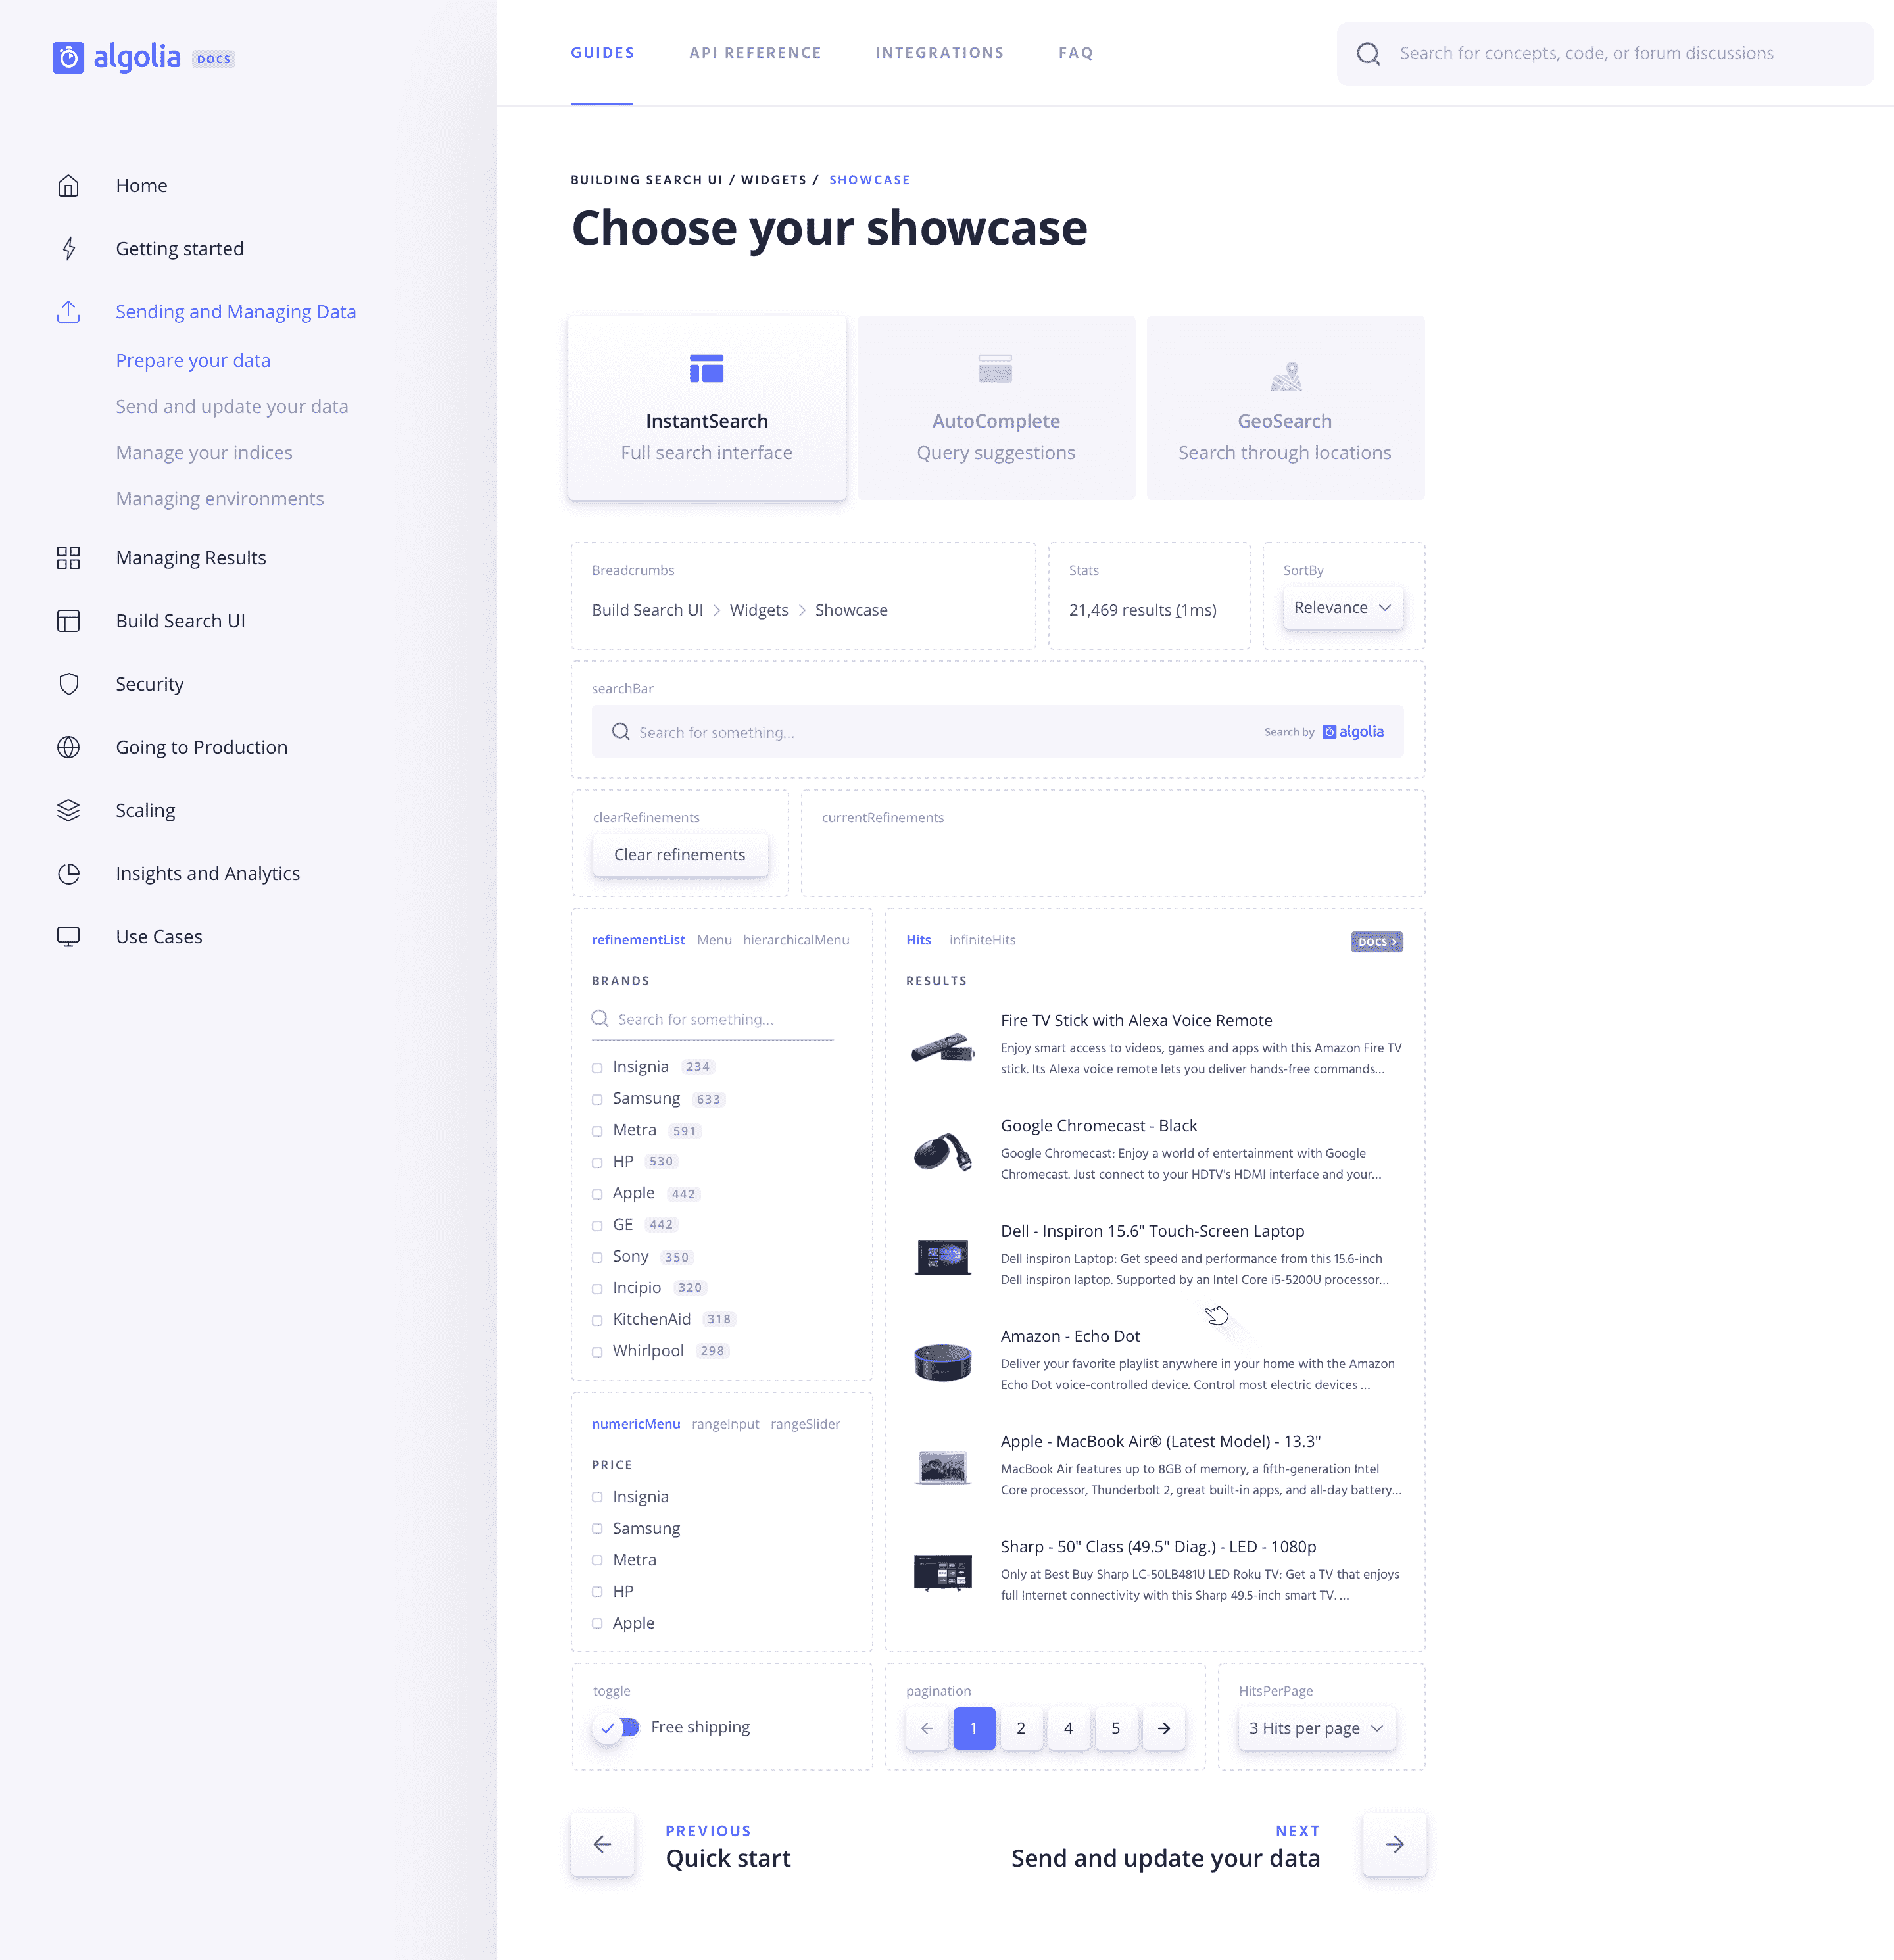 algolia DOCS
GUIDES API REFERENCE INTEGRATIONS FAQ
Search for concepts, code, or forum discussions
Home
Getting started
Sending and Managing Data
Prepare your data
Send and update your data
Manage your indices
Managing environments
Managing Results
Build Search UI
Security
Going to Production
Scaling
Insights and Analytics
Use Cases
BUILDING SEARCH UI / WIDGETS / SHOWCASE
Choose your showcase
InstantSearch
Full search interface
AutoComplete
Query suggestions
GeoSearch
Search through locations
Breadcrumbs
Build Search UI > Widgets > Showcase
Stats
21,469 results (1ms)
SortBy
Relevance
searchBar
Search for something...
Search by algolia
clearRefinements
Clear refinements
currentRefinements
refinementList Menu hierarchicalMenu
BRANDS
Search for something...
Insignia 234
Samsung 633
Metra 591
HP 530
Apple 442
GE 442
Sony 350
Incipio 320
KitchenAid 318
Whirlpool 298
numericMenu rangeInput rangeSlider
PRICE
Insignia
Samsung
Metra
HP
Apple
Hits infiniteHits
DOCS >
RESULTS
Fire TV Stick with Alexa Voice Remote
Enjoy smart access to videos, games and apps with this Amazon Fire TV
stick. Its Alexa voice remote lets you deliver hands-free commands...
Google Chromecast - Black
Google Chromecast: Enjoy a world of entertainment with Google
Chromecast. Just connect to your HDTV's HDMI interface and your...
Dell - Inspiron 15.6" Touch-Screen Laptop
Dell Inspiron Laptop: Get speed and performance from this 15.6-inch
Dell Inspiron laptop. Supported by an Intel Core i5-5200U processor...
Amazon - Echo Dot
Deliver your favorite playlist anywhere in your home with the Amazon
Echo Dot voice-controlled device. Control most electric devices ...
Apple - MacBook Air® (Latest Model) - 13.3"
MacBook Air features up to 8GB of memory, a fifth-generation Intel
Core processor, Thunderbolt 2, great built-in apps, and all-day battery...
Sharp - 50" Class (49.5" Diag.) - LED - 1080p
Only at Best Buy Sharp LC-50LB481U LED Roku TV: Get a TV that enjoys
full Internet connectivity with this Sharp 49.5-inch smart TV. ...
toggle
Free shipping
pagination
← 1 2 4 5 →
HitsPerPage
3 Hits per page
PREVIOUS
Quick start
NEXT
Send and update your data